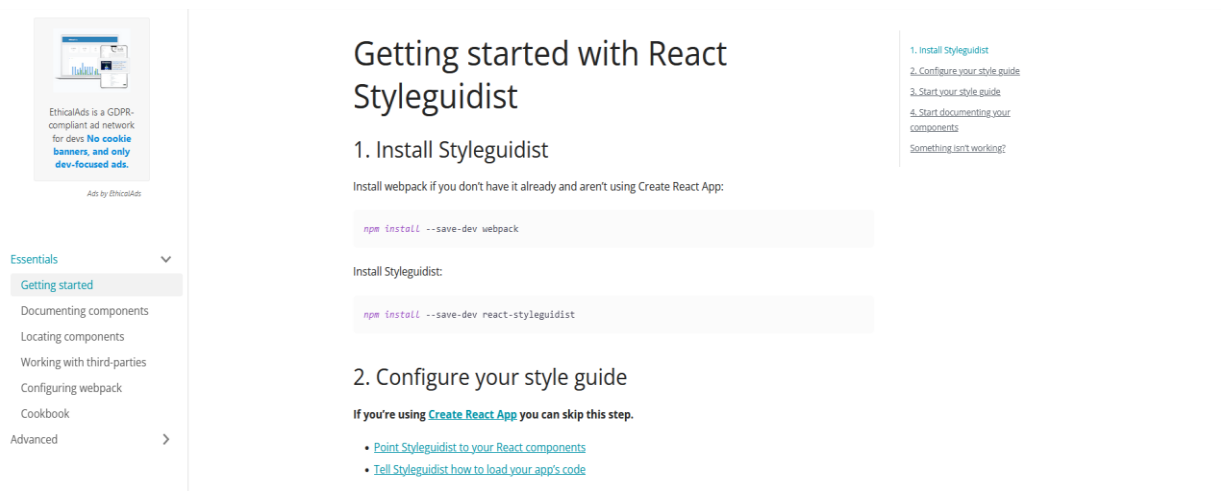 EthicalAds is a GDPR-
compliant ad network
for devs No cookie
banners, and only
dev-focused ads.
Ads by EthicalAds
Essentials
Getting started
Documenting components
Locating components
Working with third-parties
Configuring webpack
Cookbook
Advanced
Getting started with React
Styleguidist
1. Install Styleguidist
Install webpack if you don’t have it already and aren’t using Create React App:
npm install --save-dev webpack
Install Styleguidist:
npm install --save-dev react-styleguidist
2. Configure your style guide
If you’re using Create React App you can skip this step.
• Point Styleguidist to your React components
• Tell Styleguidist how to load your app’s code
1. Install Styleguidist
2. Configure your style guide
3. Start your style guide
4. Start documenting your
components
Something isn’t working?